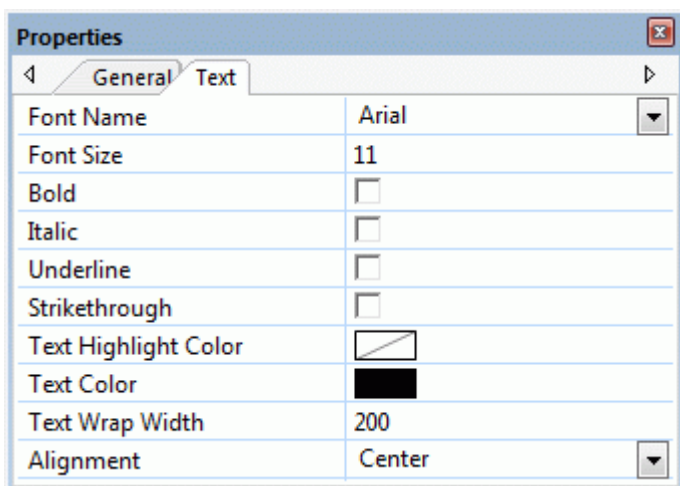 Properties
General Text
Font Name Arial
Font Size 11
Bold
Italic
Underline
Strikethrough
Text Highlight Color
Text Color
Text Wrap Width 200
Alignment Center